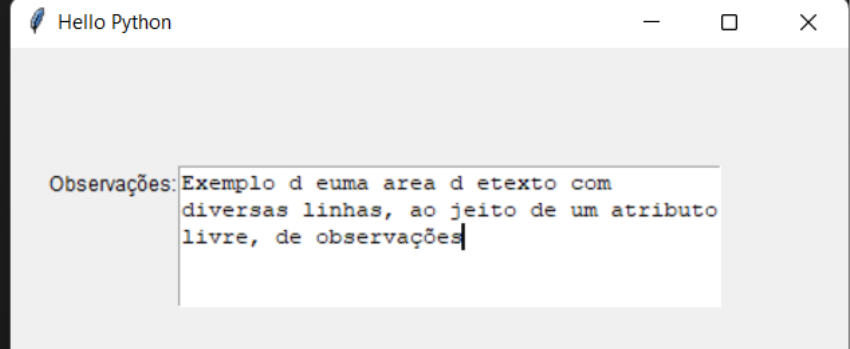 Hello Python
Observações: Exemplo d euma area d etexto com
diversas linhas, ao jeito de um atributo
livre, de observações